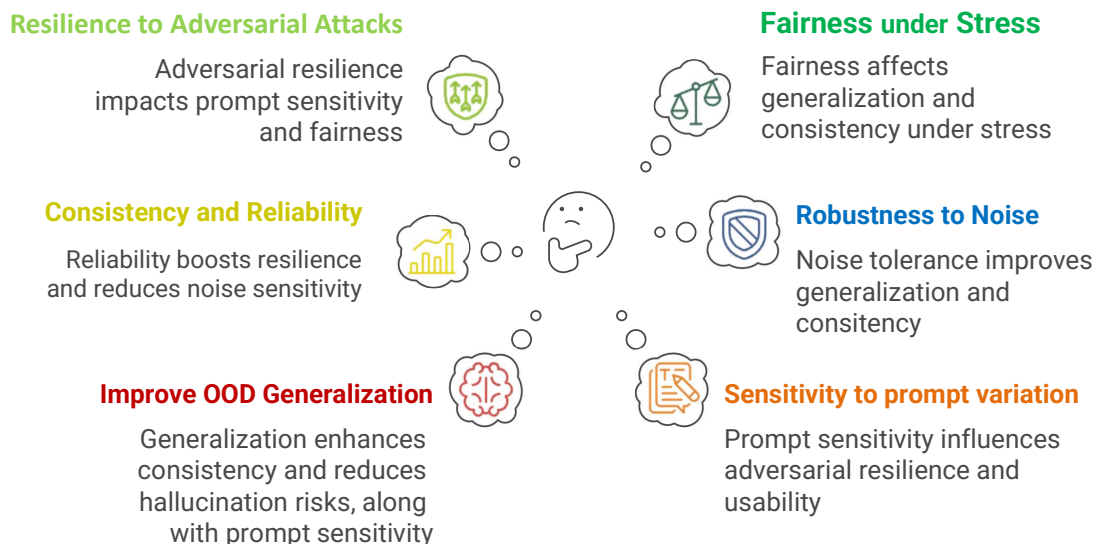 Resilience to Adversarial Attacks
Adversarial resilience
impacts prompt sensitivity
and fairness
Fairness under Stress
Fairness affects
generalization and
consistency under stress
Consistency and Reliability
Reliability boosts resilience
and reduces noise sensitivity
Robustness to Noise
Noise tolerance improves
generalization and
consitency
Improve OOD Generalization
Generalization enhances
consistency and reduces
hallucination risks, along
with prompt sensitivity
Sensitivity to prompt variation
Prompt sensitivity influences
adversarial resilience and
usability
T